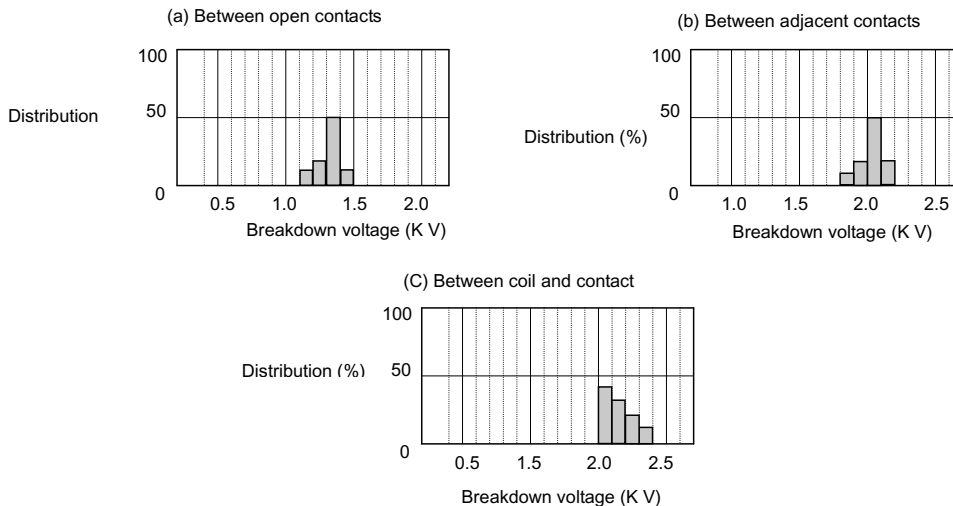 (a) Between open contacts
100
50
0
Distribution
0.5 1.0 1.5 2.0
Breakdown voltage (K V)
(b) Between adjacent contacts
100
50
0
Distribution (%)
1.0 1.5 2.0 2.5
Breakdown voltage (K V)
(C) Between coil and contact
100
50
0
Distribution (%)
0.5 1.5 2.0 2.5
Breakdown voltage (K V)